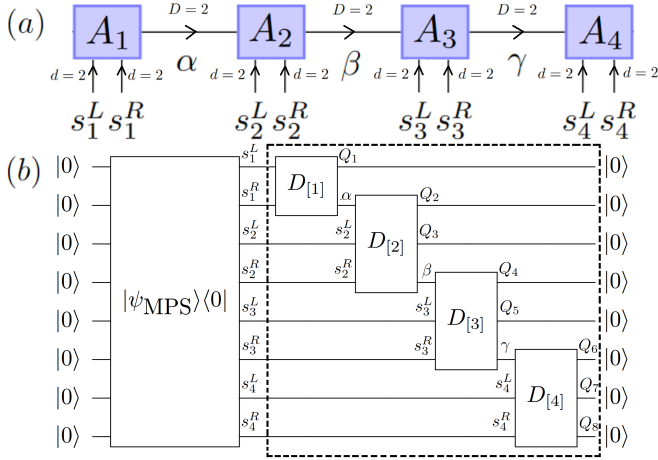 (a) D = 2 D = 2 D = 2
A₁ A₂ A₃ A₄
α β γ
d = 2 d = 2 d = 2 d = 2 d = 2 d = 2 d = 2 d = 2
s₁ᴸ s₁ᴿ s₂ᴸ s₂ᴿ s₃ᴸ s₃ᴿ s₄ᴸ s₄ᴿ
(b) |0⟩ s₁ᴸ Q₁ |0⟩
D[1]
|0⟩ s₁ᴿ α Q₂ |0⟩
|0⟩ s₂ᴸ s₂ᴸ D[2] Q₃ |0⟩
|0⟩ s₂ᴿ s₂ᴿ β Q₄ |0⟩
|ψMPS⟩⟨0|
|0⟩ s₃ᴸ s₃ᴸ D[3] Q₅ |0⟩
|0⟩ s₃ᴿ s₃ᴿ γ Q₆ |0⟩
|0⟩ s₄ᴸ s₄ᴸ D[4] Q₇ |0⟩
|0⟩ s₄ᴿ s₄ᴿ Q₈ |0⟩